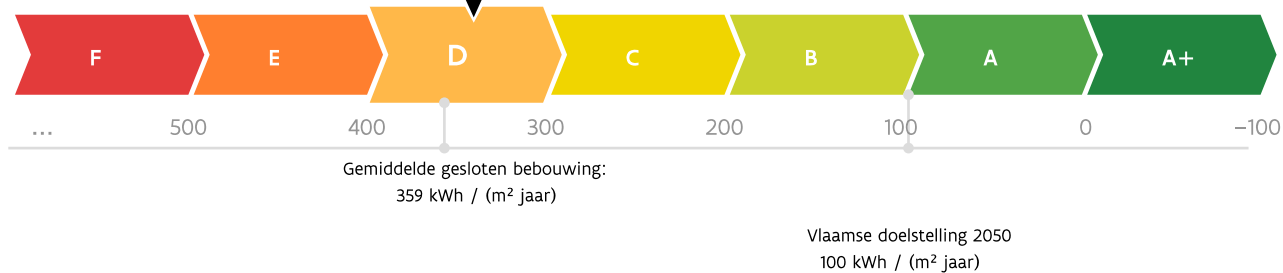 F E D C B A A+
... 500 400 300 200 100 0 −100
Gemiddelde gesloten bebouwing:
359 kWh / (m² jaar)
Vlaamse doelstelling 2050
100 kWh / (m² jaar)